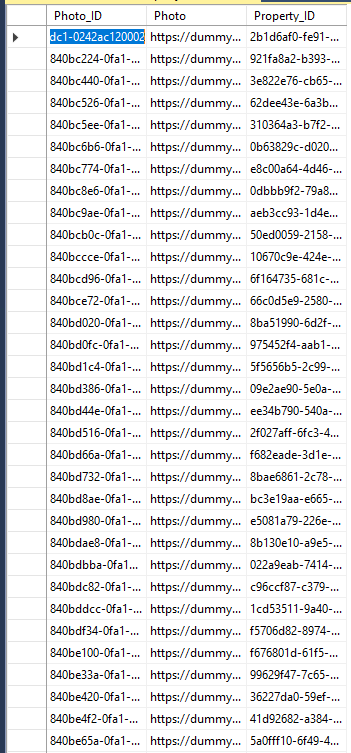 Photo_ID Photo Property_ID
dc1-0242ac120002 https://dummy... 2b1d6af0-fe91-...
840bc224-0fa1-... https://dummy... 921fa8a2-b393-...
840bc440-0fa1-... https://dummy... 3e822e76-cb65-...
840bc526-0fa1-... https://dummy... 62dee43e-6a3b...
840bc5ee-0fa1-... https://dummy... 310364a3-b7f2-...
840bc6b6-0fa1-... https://dummy... 0b63829c-d020...
840bc774-0fa1-... https://dummy... e8c00a64-4d46-...
840bc8e6-0fa1-... https://dummy... 0dbbb9f2-79a8...
840bc9ae-0fa1-... https://dummy... aeb3cc93-1d4e...
840bcb0c-0fa1-... https://dummy... 50ed0059-2158-...
840bccce-0fa1-... https://dummy... 10670c9e-424e-...
840bcd96-0fa1-... https://dummy... 6f164735-681c-...
840bce72-0fa1-... https://dummy... 66c0d5e9-2580-...
840bd020-0fa1-... https://dummy... 8ba51990-6d2f-...
840bd0fc-0fa1-... https://dummy... 975452f4-aab1-...
840bd1c4-0fa1-... https://dummy... 5f5656b5-2c99-...
840bd386-0fa1-... https://dummy... 09e2ae90-5e0a-...
840bd44e-0fa1-... https://dummy... ee34b790-540a-...
840bd516-0fa1-... https://dummy... 2f027aff-6fc3-4...
840bd66a-0fa1-... https://dummy... f682eade-3d1e-...
840bd732-0fa1-... https://dummy... 8bae6861-2c78-...
840bd8ae-0fa1-... https://dummy... bc3e19aa-e665-...
840bd980-0fa1-... https://dummy... e5081a79-226e-...
840bdae8-0fa1-... https://dummy... 8b130e10-a9e5-...
840bdbba-0fa1... https://dummy... 022a9eab-7414-...
840bdc82-0fa1-... https://dummy... c96ccf87-c379-...
840bddcc-0fa1-... https://dummy... 1cd53511-9a40-...
840bdf34-0fa1-... https://dummy... f5706d82-8974-...
840be100-0fa1-... https://dummy... f676801d-61f5-...
840be33a-0fa1-... https://dummy... 99629f47-7c65-...
840be420-0fa1-... https://dummy... 36227da0-59ef-...
840be4f2-0fa1-... https://dummy... 41d92682-a384-...
840be65a-0fa1-... https://dummy... 5a0fff10-6f49-4...